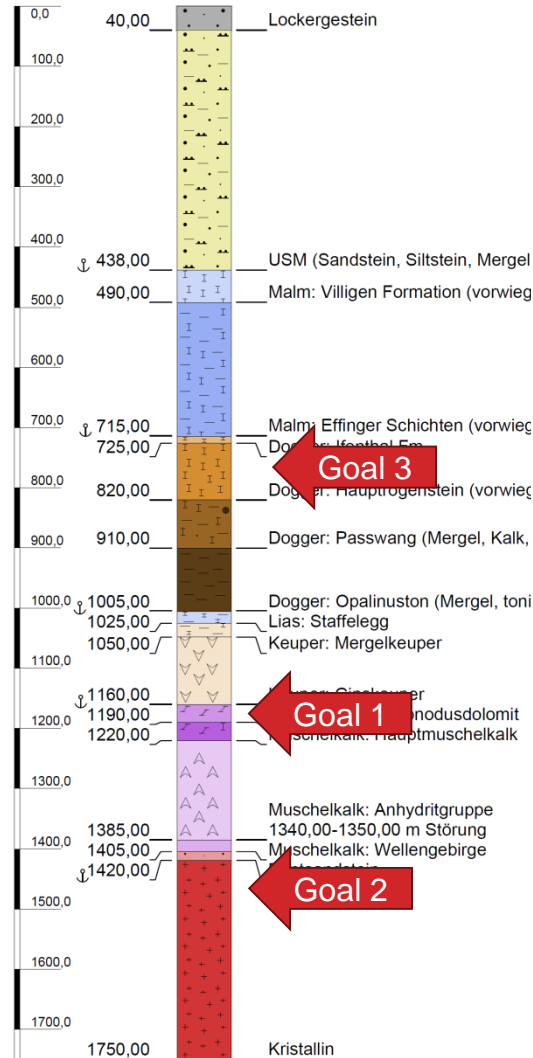 0,0
40,00 Lockergestein
100,0
200,0
300,0
400,0
438,00 USM (Sandstein, Siltstein, Mergel
490,00 Malm: Villigen Formation (vorwieg
500,0
600,0
700,0
715,00 Malm: Effinger Schichten (vorwieg
725,00
Goal 3
800,0
820,00 Dogger: Hauptrogenstein (vorwieg
900,0
910,00 Dogger: Passwang (Mergel, Kalk,
1000,0
1005,00 Dogger: Opalinuston (Mergel, toni
1025,00 Lias: Staffelegg
1050,00 Keuper: Mergelkeuper
1100,0
1160,00
1190,00
Goal 1
1200,0
1220,00 Hauptmuschelkalk
1300,0
Muschelkalk: Anhydritgruppe
1385,00 1340,00-1350,00 m Störung
1400,0
1405,00 Muschelkalk: Wellengebirge
1420,00
Goal 2
1500,0
1600,0
1700,0
1750,00 Kristallin